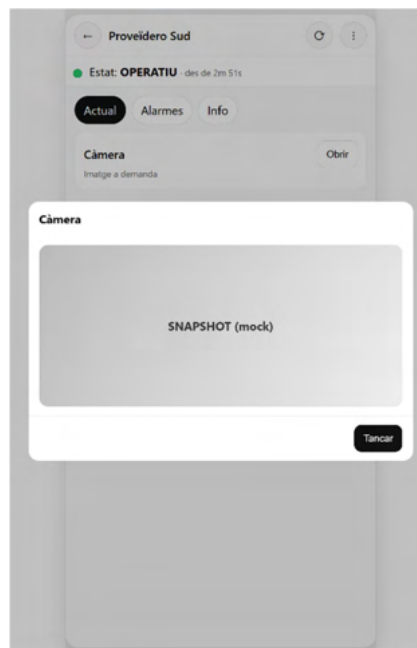 ← Proveïdero Sud
Estat: OPERATIU · des de 2m 51s
Actual Alarmes Info
Càmera Obrir
Imatge a demanda
Càmera
SNAPSHOT (mock)
Tancar